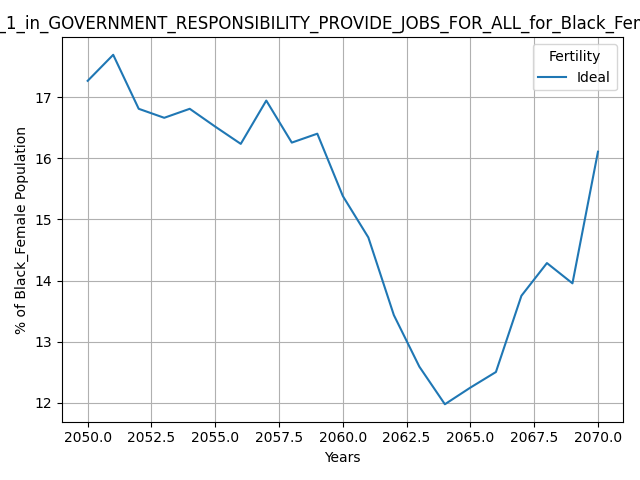 _1_in_GOVERNMENT_RESPONSIBILITY_PROVIDE_JOBS_FOR_ALL_for_Black_Fem
Fertility
Ideal
% of Black_Female Population
17
16
15
14
13
12
2050.0 2052.5 2055.0 2057.5 2060.0 2062.5 2065.0 2067.5 2070.0
Years